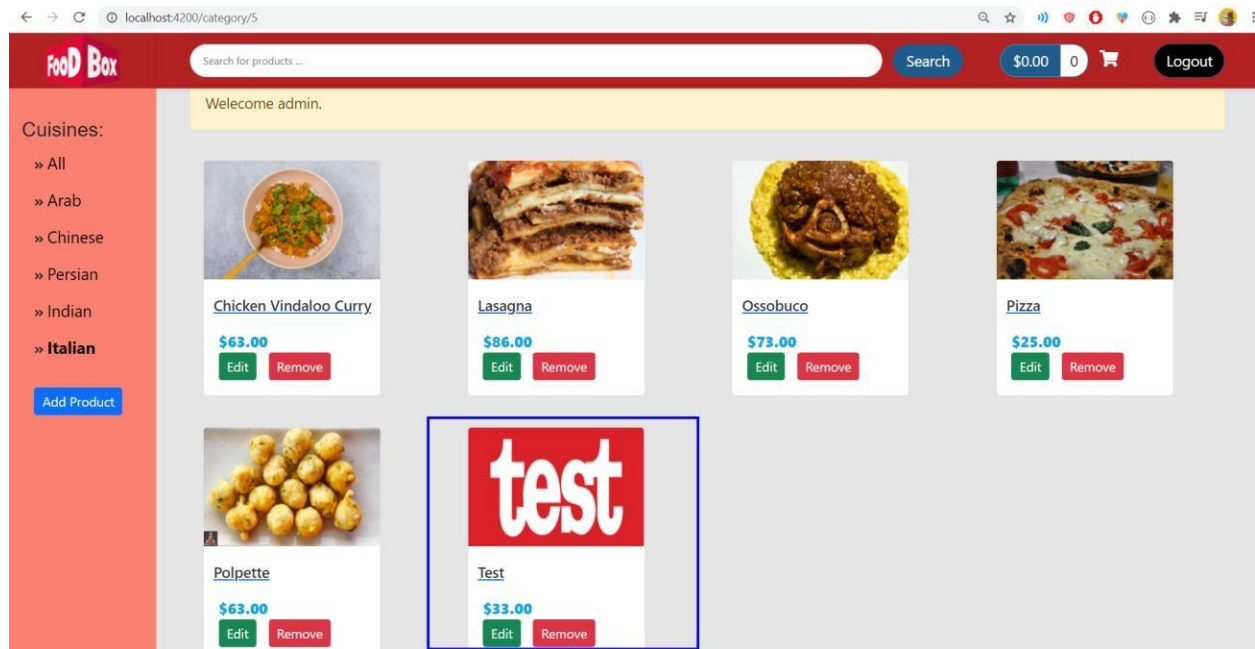 localhost:4200/category/5
FooD Box
Search for products ...
Search
$0.00 0
Logout
Welecome admin.
Cuisines:
» All
» Arab
» Chinese
» Persian
» Indian
» Italian
Add Product
Chicken Vindaloo Curry
$63.00
Edit Remove
Lasagna
$86.00
Edit Remove
Ossobuco
$73.00
Edit Remove
Pizza
$25.00
Edit Remove
Polpette
$63.00
Edit Remove
test
Test
$33.00
Edit Remove